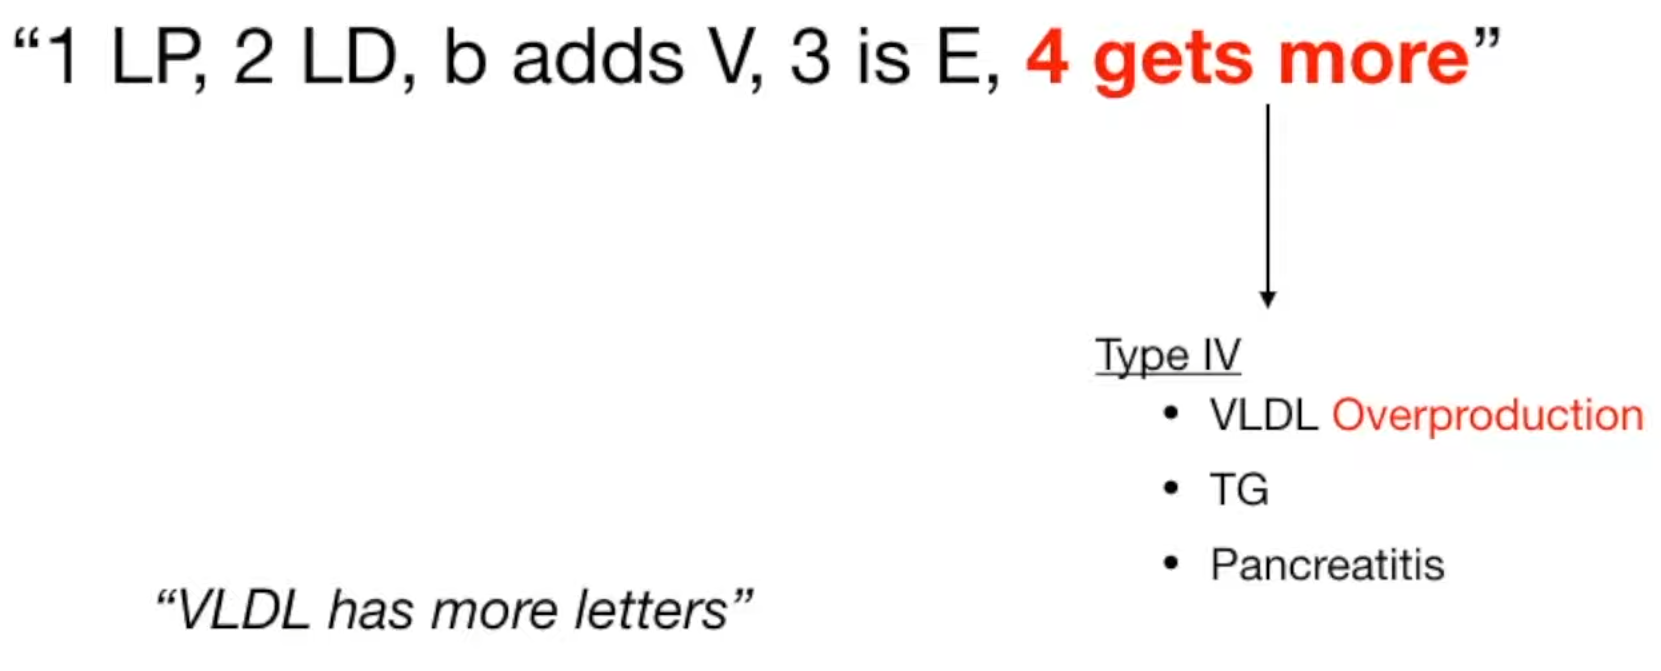 “1 LP, 2 LD, b adds V, 3 is E, 4 gets more”
Type IV
• VLDL Overproduction
• TG
• Pancreatitis
“VLDL has more letters”